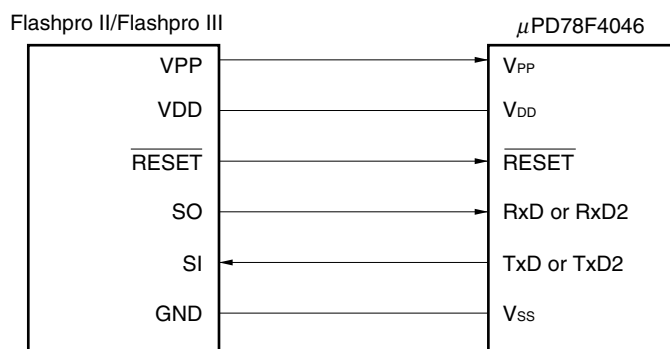 Flashpro II/Flashpro III µPD78F4046
VPP VPP
VDD VDD
RESET RESET
SO RxD or RxD2
SI TxD or TxD2
GND VSS